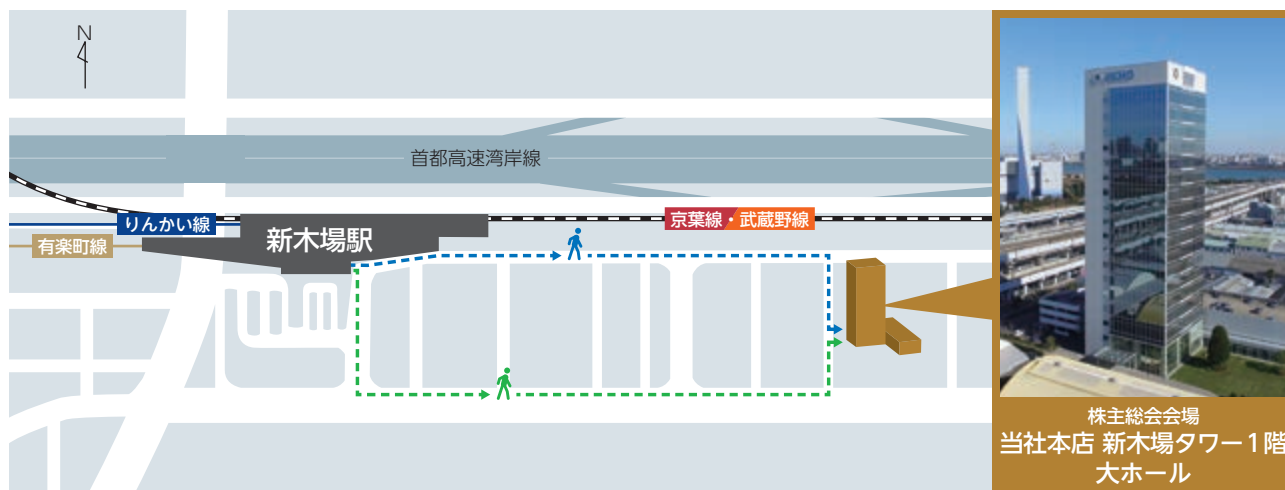 N
首都高速湾岸線
りんかい線
京葉線・武蔵野線
新木場駅
有楽町線
株主総会会場
当社本店 新木場タワー1階
大ホール